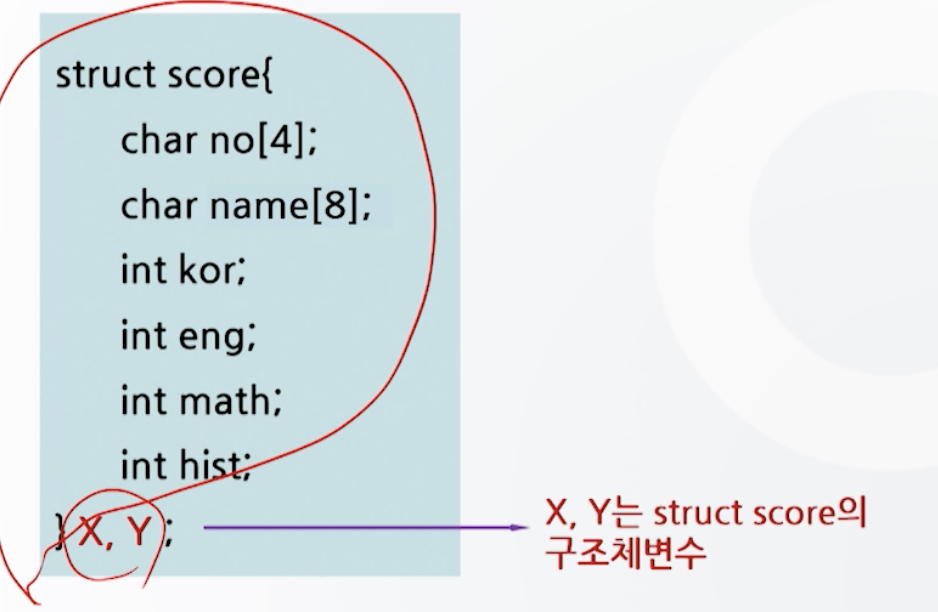 struct score{
char no[4];
char name[8];
int kor;
int eng;
int math;
int hist;
} X, Y ;
X, Y는 struct score의
구조체변수